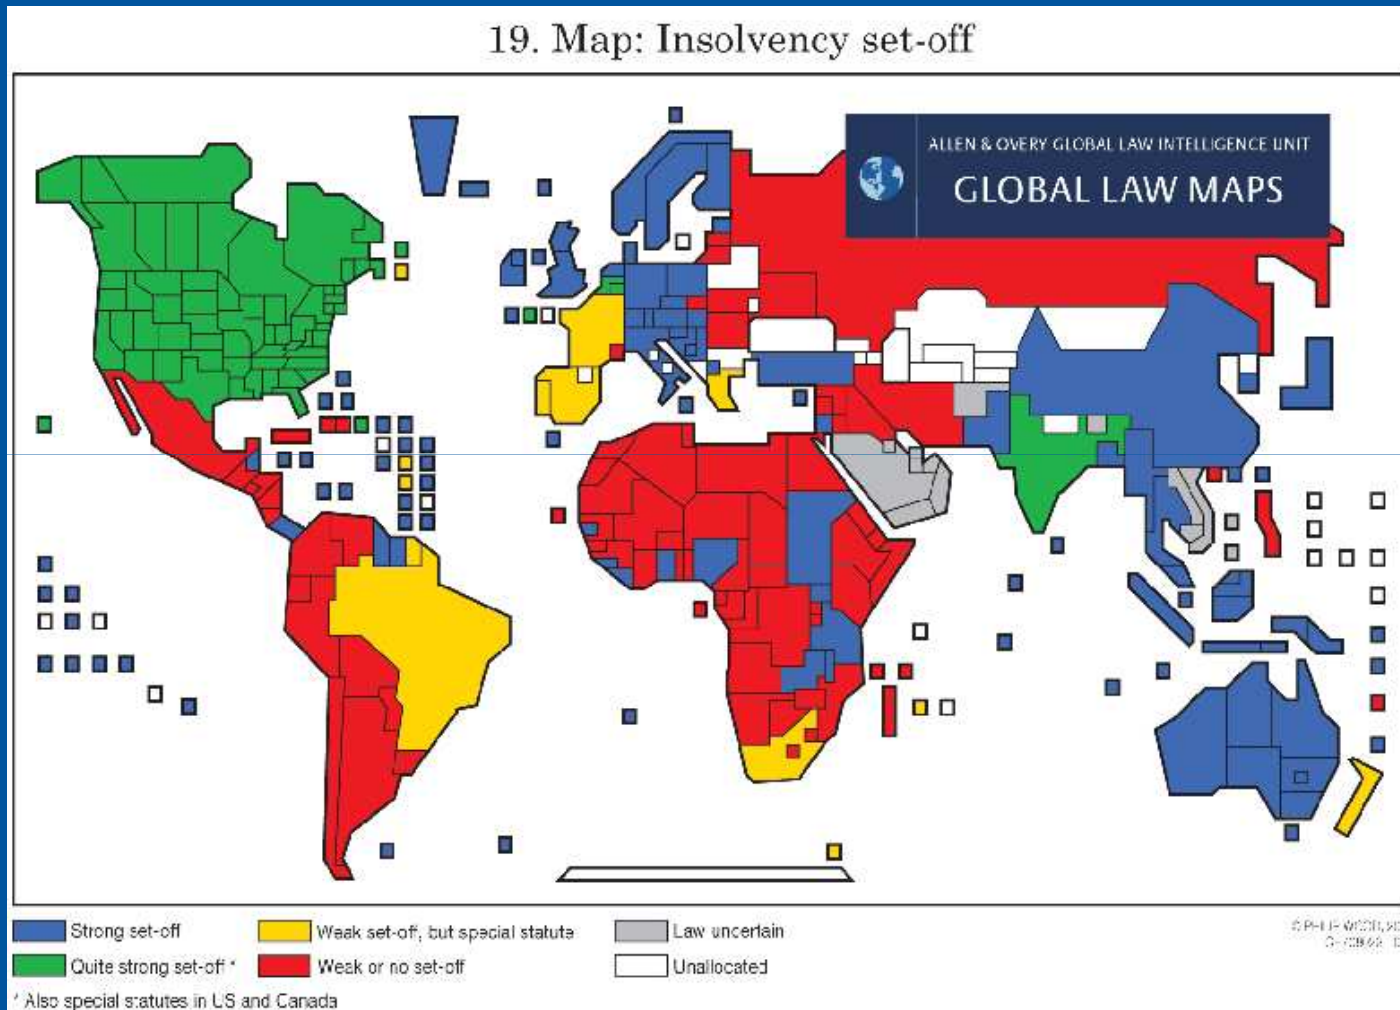 19. Map: Insolvency set-off
ALLEN & OVERY GLOBAL LAW INTELLIGENCE UNIT
GLOBAL LAW MAPS
Strong set-off
Weak set-off, but special statute
Law uncertain
Quite strong set-off *
Weak or no set-off
Unallocated
* Also special statutes in US and Canada
© PHILIP WOOD,